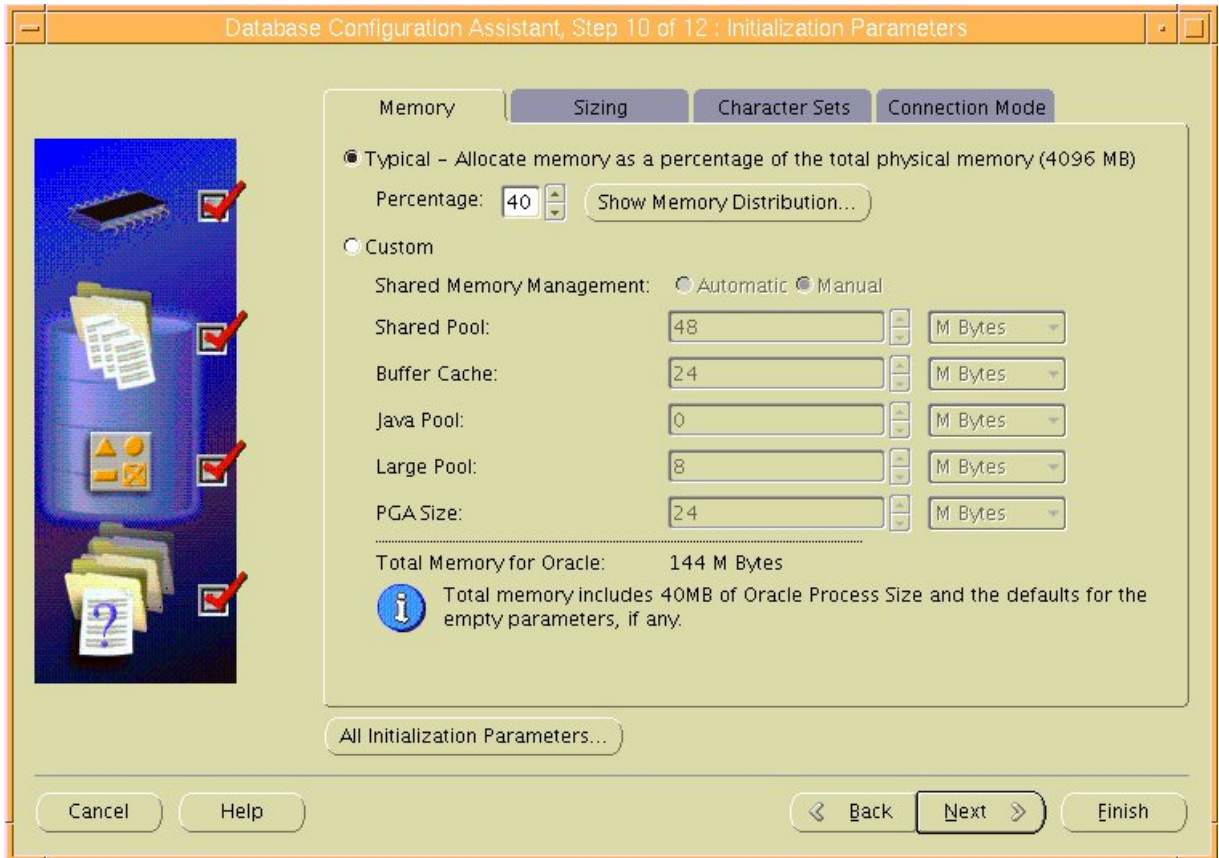 Database Configuration Assistant, Step 10 of 12 : Initialization Parameters
Memory Sizing Character Sets Connection Mode
Typical – Allocate memory as a percentage of the total physical memory (4096 MB)
Percentage: 40 Show Memory Distribution...
Custom
Shared Memory Management: Automatic Manual
Shared Pool: 48 M Bytes
Buffer Cache: 24 M Bytes
Java Pool: 0 M Bytes
Large Pool: 8 M Bytes
PGA Size: 24 M Bytes
Total Memory for Oracle: 144 M Bytes
Total memory includes 40MB of Oracle Process Size and the defaults for the
empty parameters, if any.
All Initialization Parameters...
Cancel Help Back Next Finish